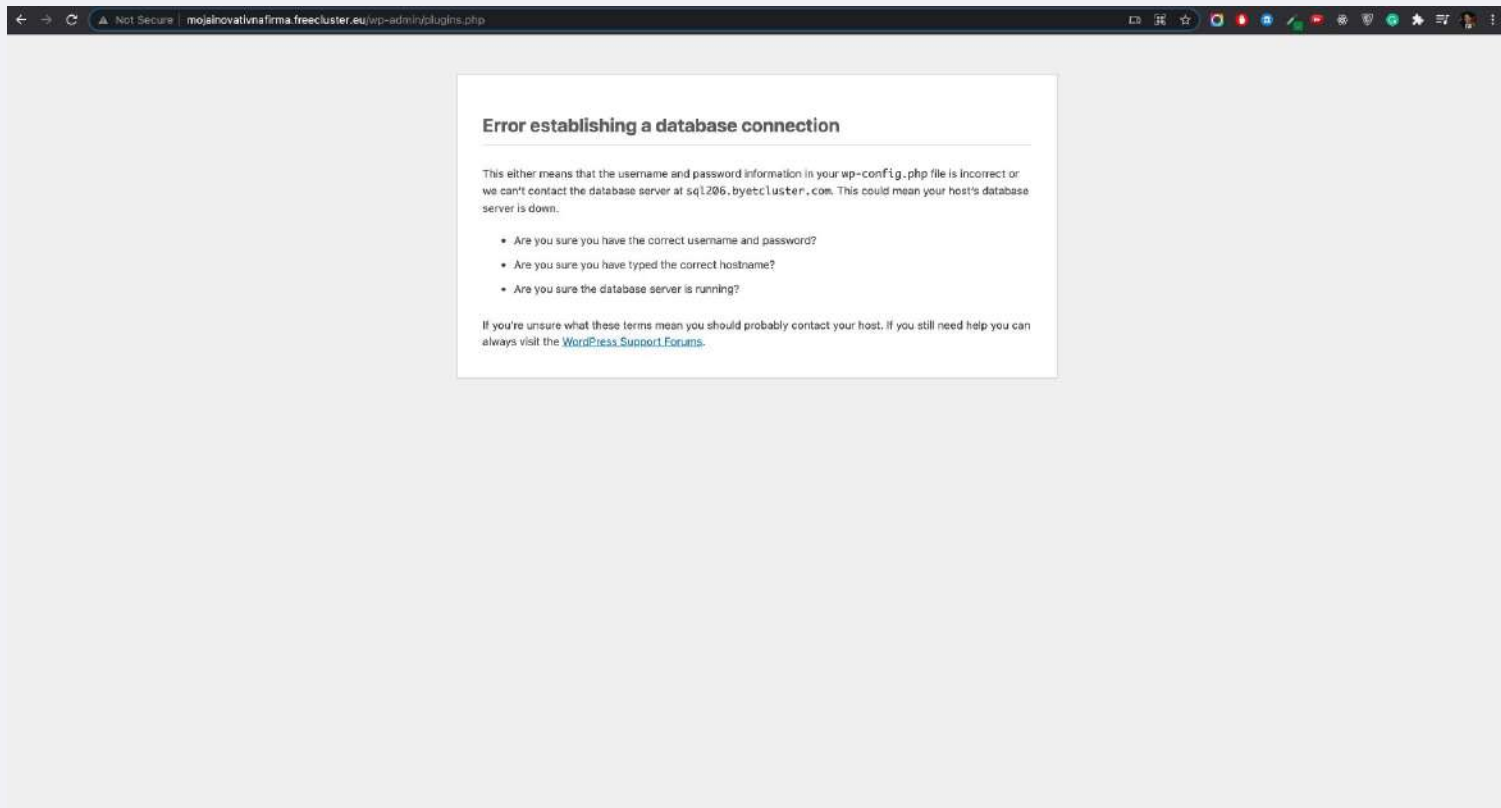 Not Secure mojainovativnafirma.freecluster.eu/wp-admin/plugins.php
Error establishing a database connection
This either means that the username and password information in your wp-config.php file is incorrect or
we can't contact the database server at sql206.byetcluster.com. This could mean your host's database
server is down.
• Are you sure you have the correct username and password?
• Are you sure you have typed the correct hostname?
• Are you sure the database server is running?
If you're unsure what these terms mean you should probably contact your host. If you still need help you can
always visit the WordPress Support Forums.